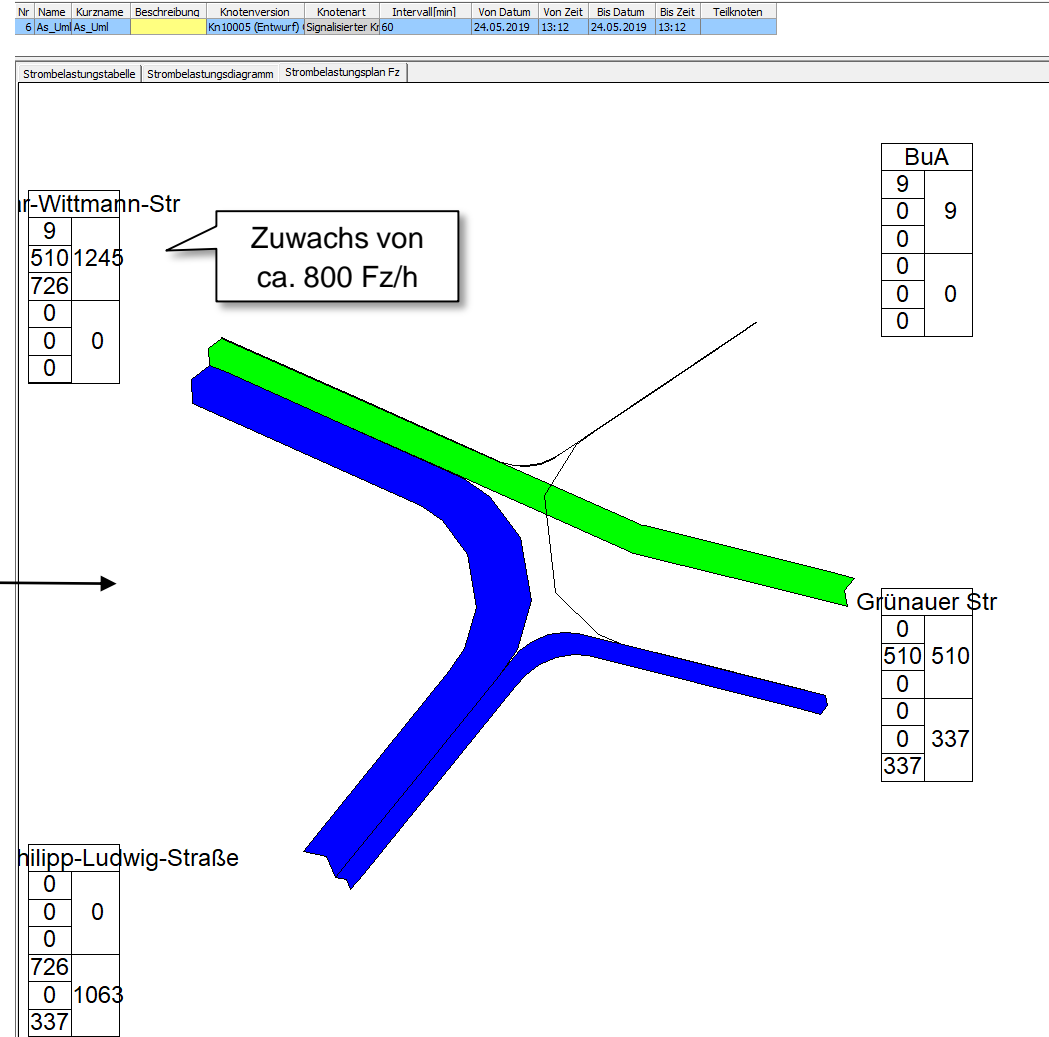 Nr Name Kurzname Beschreibung Knotenversion Knotenart Intervall[min] Von Datum Von Zeit Bis Datum Bis Zeit Teilknoten
6 As_Uml As_Uml Kn10005 (Entwurf) Signalisierter Kr 60 24.05.2019 13:12 24.05.2019 13:12
Strombelastungstabelle Strombelastungsdiagramm Strombelastungsplan Fz
BuA
9
0 9
0
0
0 0
0
r-Wittmann-Str
9
510 1245
726
0
0 0
0
Zuwachs von
ca. 800 Fz/h
Grünauer Str
0
510 510
0
0
0 337
337
hilipp-Ludwig-Straße
0
0 0
0
726
0 1063
337